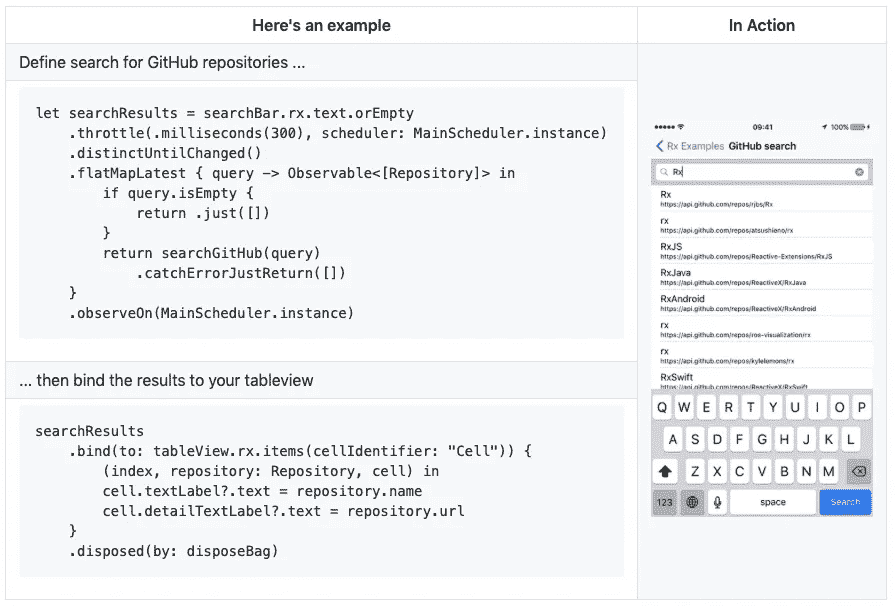 Here's an example
In Action
Define search for GitHub repositories ...
let searchResults = searchBar.rx.text.orEmpty
    .throttle(.milliseconds(300), scheduler: MainScheduler.instance)
    .distinctUntilChanged()
    .flatMapLatest { query -> Observable<[Repository]> in
        if query.isEmpty {
            return .just([])
        }
        return searchGitHub(query)
            .catchErrorJustReturn([])
    }
    .observeOn(MainScheduler.instance)
... then bind the results to your tableview
searchResults
    .bind(to: tableView.rx.items(cellIdentifier: "Cell")) {
        (index, repository: Repository, cell) in
        cell.textLabel?.text = repository.name
        cell.detailTextLabel?.text = repository.url
    }
    .disposed(by: disposeBag)
09:41
100%
Rx Examples GitHub search
Rx
Rx
https://api.github.com/repos/rjbs/Rx
rx
https://api.github.com/repos/atsushieno/rx
RxJS
https://api.github.com/repos/Reactive-Extensions/RxJS
RxJava
https://api.github.com/repos/ReactiveX/RxJava
RxAndroid
https://api.github.com/repos/ReactiveX/RxAndroid
rx
https://api.github.com/repos/ros-visualization/rx
rx
https://api.github.com/repos/kylelemons/rx
RxSwift
https://api.github.com/repos/ReactiveX/RxSwift
Q W E R T Y U I O P
A S D F G H J K L
Z X C V B N M
123 space Search